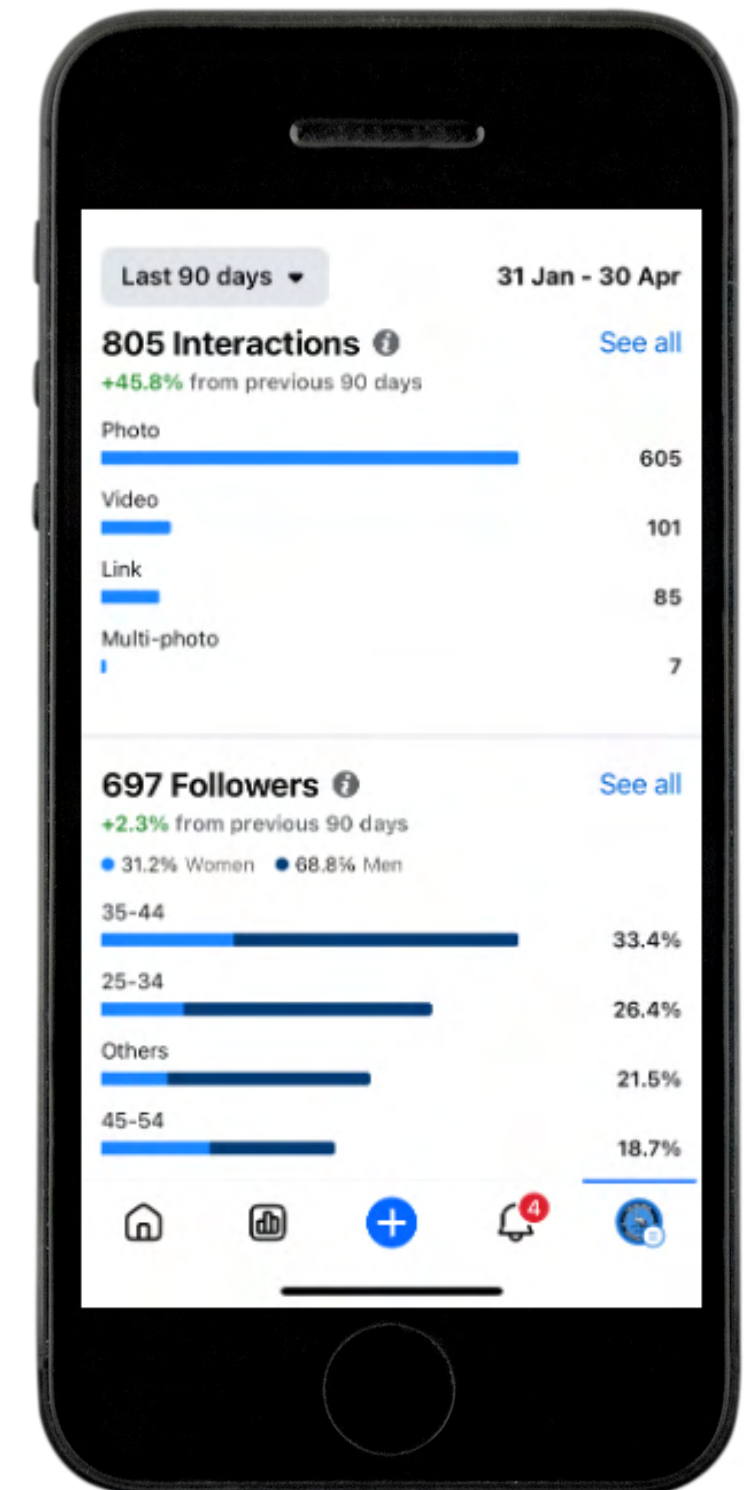 Last 90 days 31 Jan - 30 Apr
805 Interactions See all
+45.8% from previous 90 days
Photo
605
Video
101
Link
85
Multi-photo
7
697 Followers See all
+2.3% from previous 90 days
31.2% Women 68.8% Men
35-44
33.4%
25-34
26.4%
Others
21.5%
45-54
18.7%
4